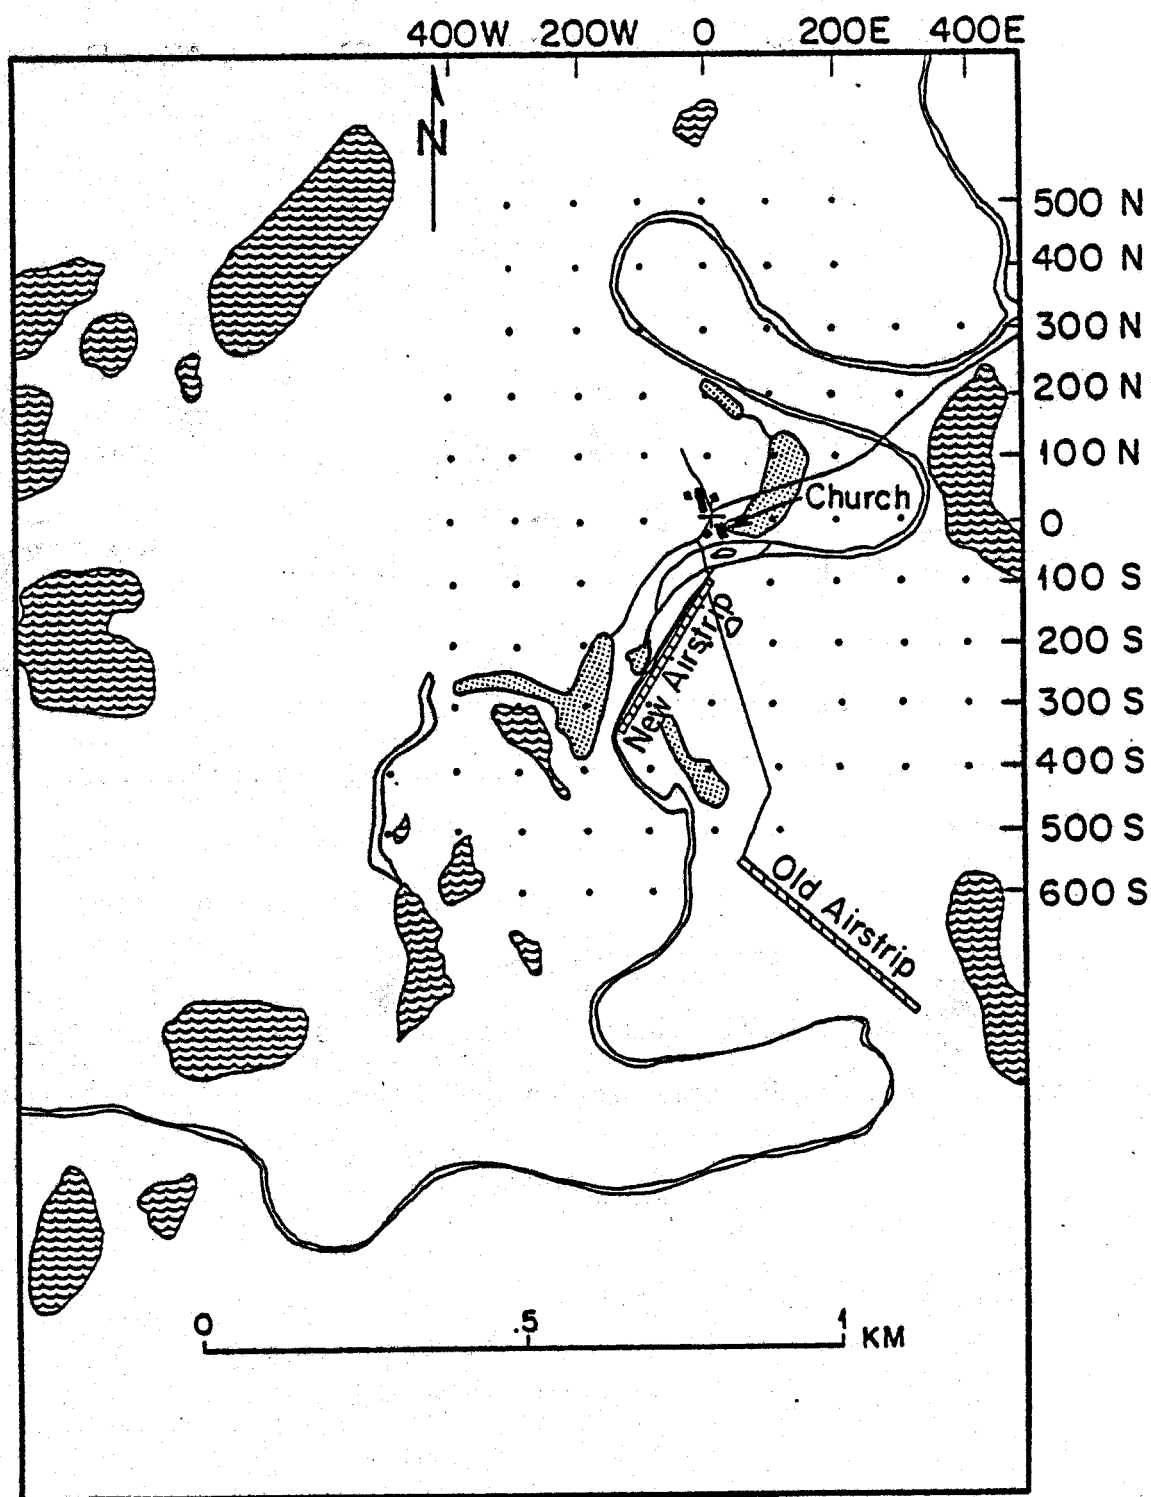 400W 200W 0 200E 400E
N
500 N
400 N
300 N
200 N
100 N
Church
0
100 S
New Airstrip
200 S
300 S
400 S
500 S
Old Airstrip
600 S
0 .5 1 KM